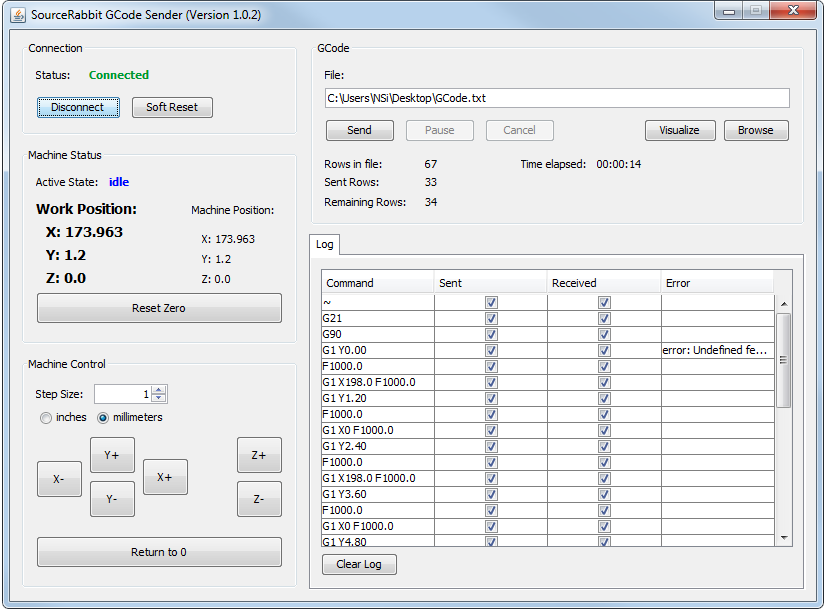 SourceRabbit GCode Sender (Version 1.0.2)
Connection
Status: Connected
Disconnect Soft Reset
Machine Status
Active State: idle
Work Position: Machine Position:
X: 173.963 X: 173.963
Y: 1.2 Y: 1.2
Z: 0.0 Z: 0.0
Reset Zero
Machine Control
Step Size: 1
inches millimeters
Y+ Z+
X- X+
Y- Z-
Return to 0
GCode
File:
C:\Users\NSi\Desktop\GCode.txt
Send Pause Cancel Visualize Browse
Rows in file: 67 Time elapsed: 00:00:14
Sent Rows: 33
Remaining Rows: 34
Log
Command Sent Received Error
~
G21
G90
G1 Y0.00 error: Undefined fe...
F1000.0
G1 X198.0 F1000.0
G1 Y1.20
F1000.0
G1 X0 F1000.0
G1 Y2.40
F1000.0
G1 X198.0 F1000.0
G1 Y3.60
F1000.0
G1 X0 F1000.0
G1 Y4.80
Clear Log